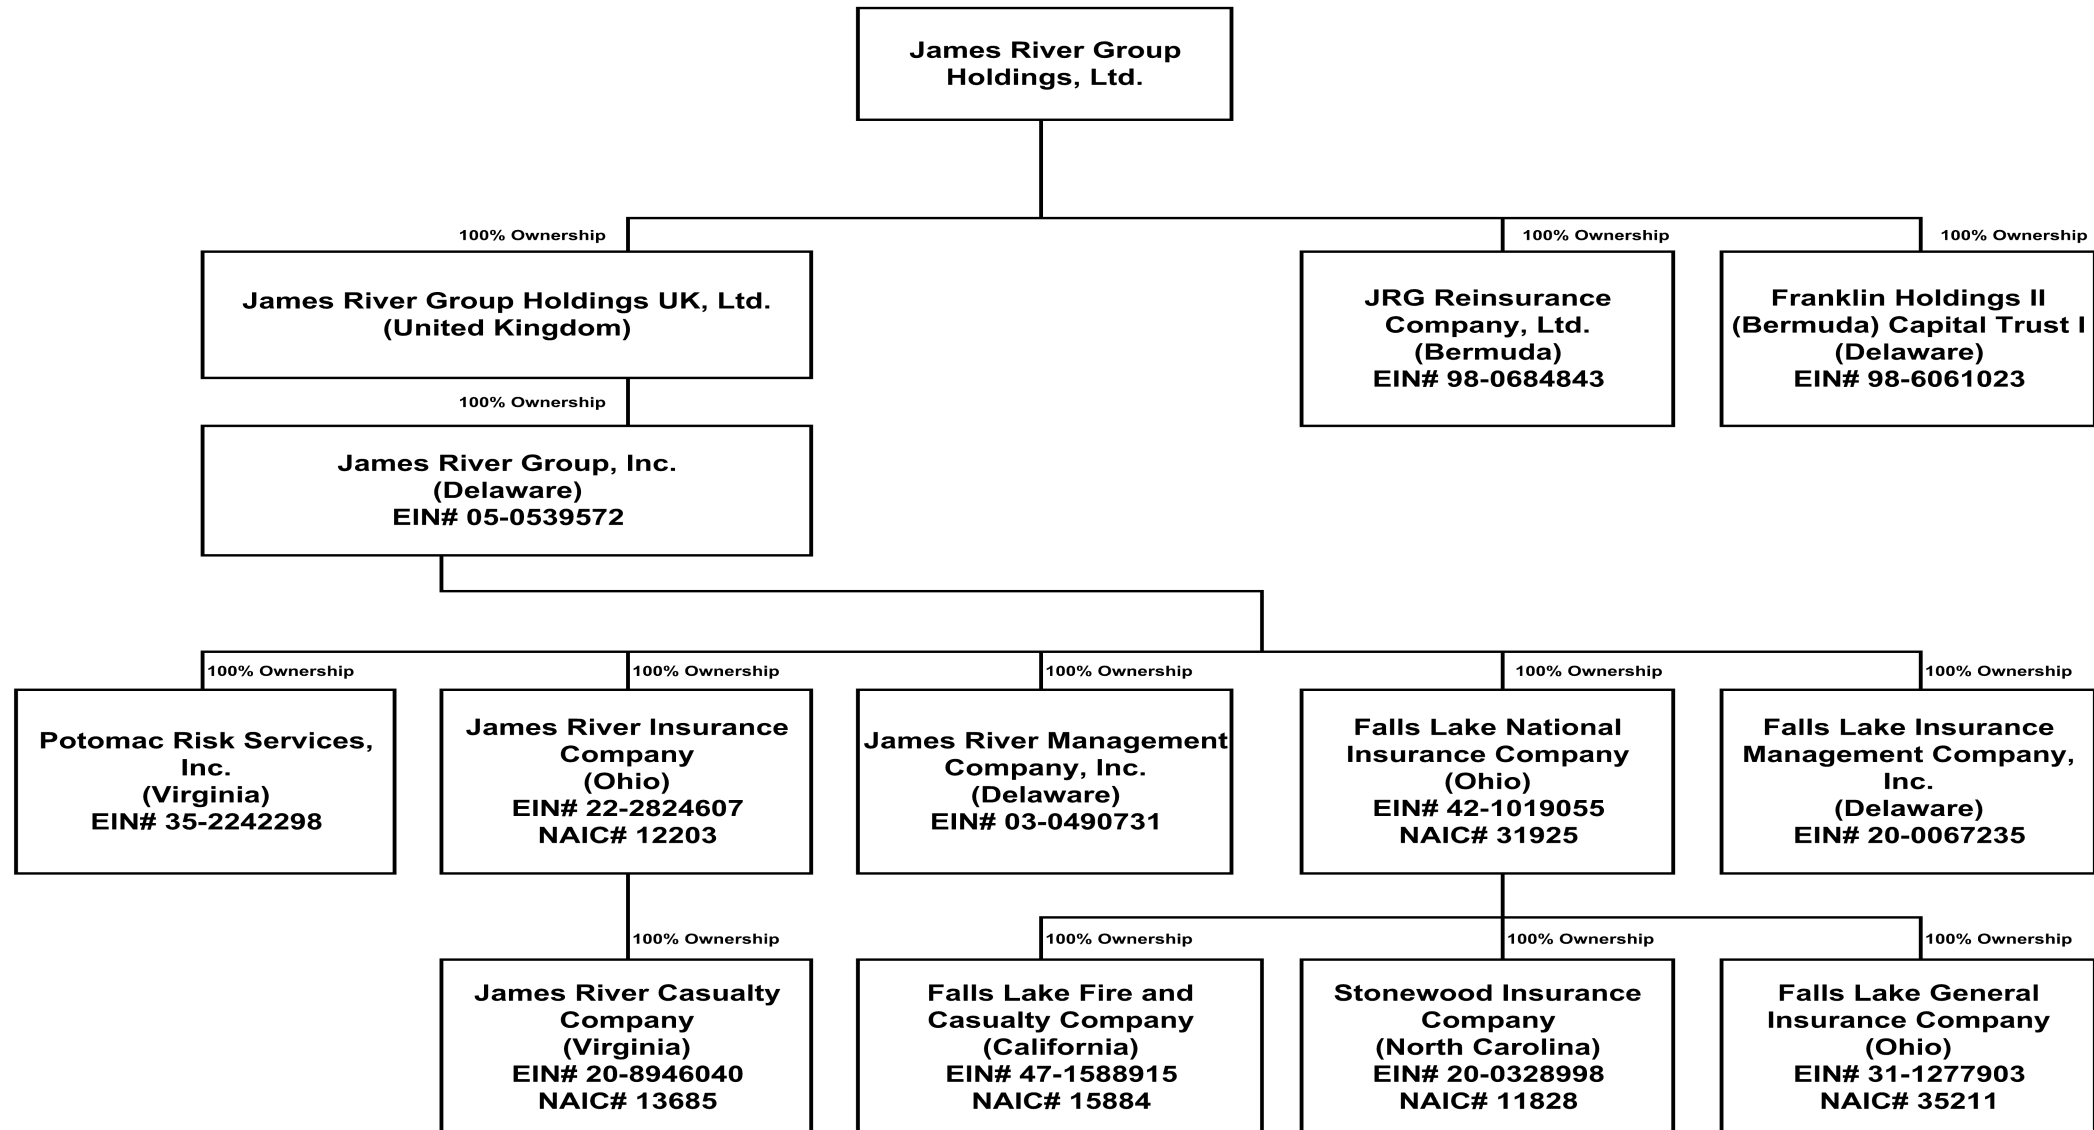 James River Group
Holdings, Ltd.
100% Ownership
100% Ownership
100% Ownership
James River Group Holdings UK, Ltd.
(United Kingdom)
JRG Reinsurance
Company, Ltd.
(Bermuda)
EIN# 98-0684843
Franklin Holdings II
(Bermuda) Capital Trust I
(Delaware)
EIN# 98-6061023
100% Ownership
James River Group, Inc.
(Delaware)
EIN# 05-0539572
100% Ownership
100% Ownership
100% Ownership
100% Ownership
100% Ownership
Potomac Risk Services,
Inc.
(Virginia)
EIN# 35-2242298
James River Insurance
Company
(Ohio)
EIN# 22-2824607
NAIC# 12203
James River Management
Company, Inc.
(Delaware)
EIN# 03-0490731
Falls Lake National
Insurance Company
(Ohio)
EIN# 42-1019055
NAIC# 31925
Falls Lake Insurance
Management Company,
Inc.
(Delaware)
EIN# 20-0067235
100% Ownership
100% Ownership
100% Ownership
100% Ownership
James River Casualty
Company
(Virginia)
EIN# 20-8946040
NAIC# 13685
Falls Lake Fire and
Casualty Company
(California)
EIN# 47-1588915
NAIC# 15884
Stonewood Insurance
Company
(North Carolina)
EIN# 20-0328998
NAIC# 11828
Falls Lake General
Insurance Company
(Ohio)
EIN# 31-1277903
NAIC# 35211